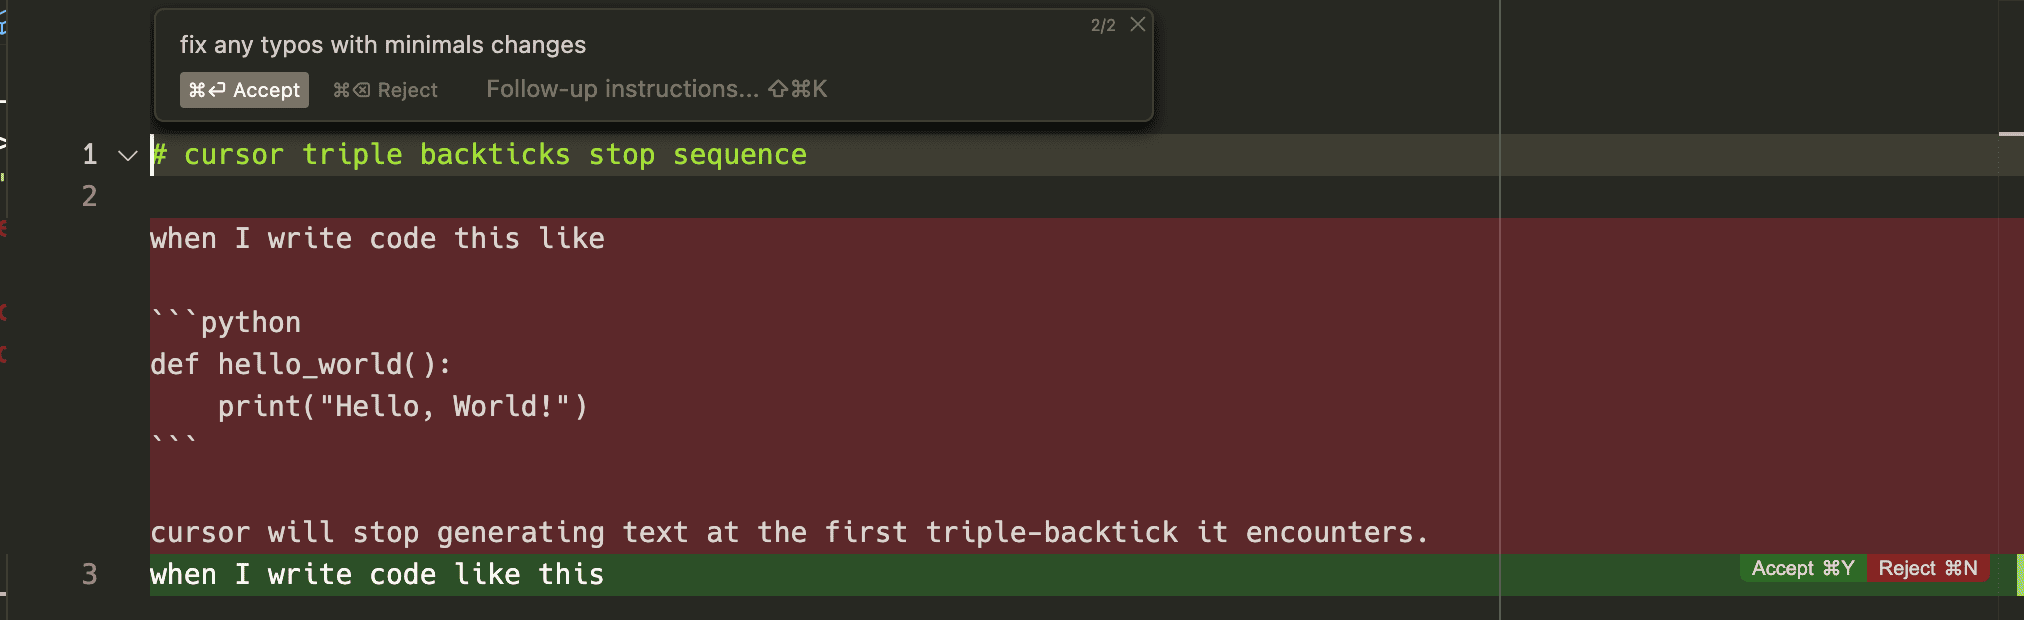 fix any typos with minimals changes
2/2
⌘⏎ Accept ⌘⌫ Reject Follow-up instructions... ⇧⌘K
1 # cursor triple backticks stop sequence
2
when I write code this like
```python
def hello_world():
    print("Hello, World!")
```
cursor will stop generating text at the first triple-backtick it encounters.
3 when I write code like this Accept ⌘Y Reject ⌘N